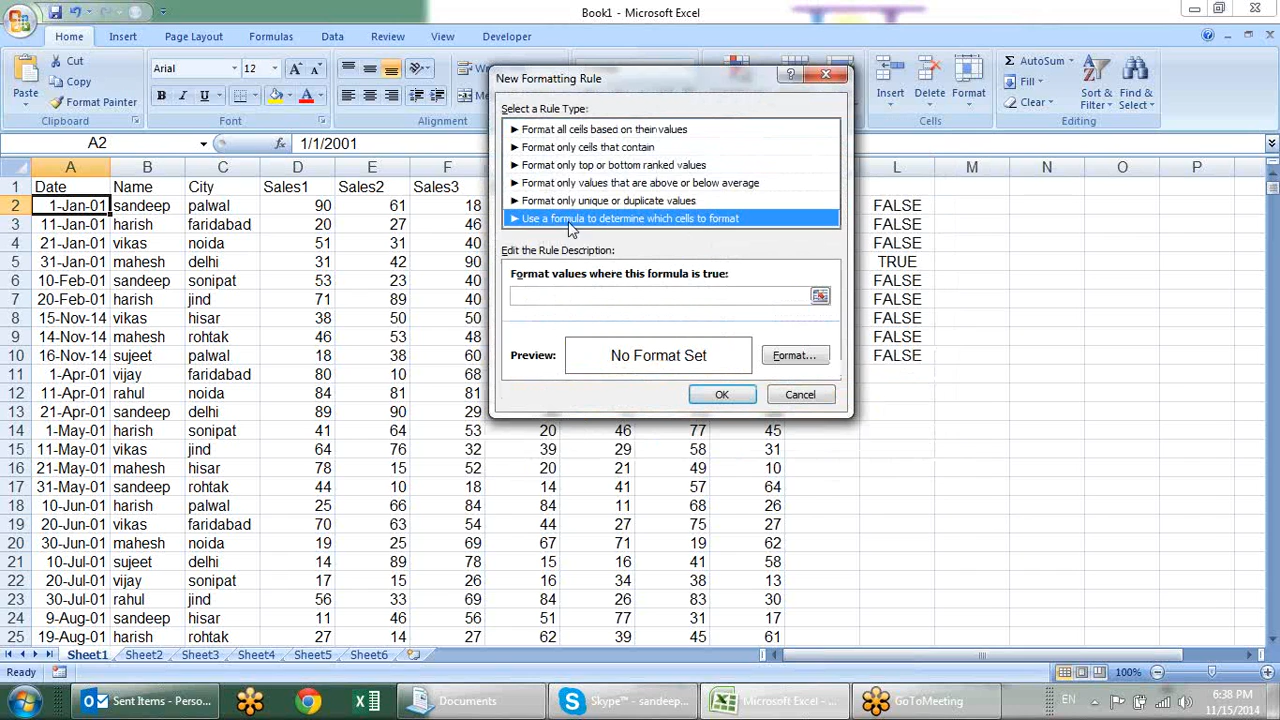 Book1 - Microsoft Excel
Home Insert Page Layout Formulas Data Review View Developer
Paste Cut Copy Format Painter Clipboard
Arial 12 A A B I U A Font
Alignment
Insert Delete Format Cells
AutoSum Fill Clear Sort & Filter Find & Select Editing
A2 fx 1/1/2001
New Formatting Rule
Select a Rule Type:
► Format all cells based on their values
► Format only cells that contain
► Format only top or bottom ranked values
► Format only values that are above or below average
► Format only unique or duplicate values
► Use a formula to determine which cells to format
Edit the Rule Description:
Format values where this formula is true:
Preview: No Format Set Format...
OK Cancel
A B C D E F L M N O P
1 Date Name City Sales1 Sales2 Sales3
2 1-Jan-01 sandeep palwal 90 61 18 FALSE
3 11-Jan-01 harish faridabad 20 27 46 FALSE
4 21-Jan-01 vikas noida 51 31 40 FALSE
5 31-Jan-01 mahesh delhi 31 42 90 TRUE
6 10-Feb-01 sandeep sonipat 53 23 40 FALSE
7 20-Feb-01 harish jind 71 89 40 FALSE
8 15-Nov-14 vikas hisar 38 50 50 FALSE
9 14-Nov-14 mahesh rohtak 46 53 48 FALSE
10 16-Nov-14 sujeet palwal 18 38 60 FALSE
11 1-Apr-01 vijay faridabad 80 10 68
12 11-Apr-01 rahul noida 84 81 81
13 21-Apr-01 sandeep delhi 89 90 29
14 1-May-01 harish sonipat 41 64 53 20 46 77 45
15 11-May-01 vikas jind 64 76 32 39 29 58 31
16 21-May-01 mahesh hisar 78 15 52 20 21 49 10
17 31-May-01 sandeep rohtak 44 10 18 14 41 57 64
18 10-Jun-01 harish palwal 25 66 84 84 11 68 26
19 20-Jun-01 vikas faridabad 70 63 54 44 27 75 27
20 30-Jun-01 mahesh noida 19 25 69 67 71 19 62
21 10-Jul-01 sujeet delhi 14 89 78 15 16 41 58
22 20-Jul-01 vijay sonipat 17 15 26 16 34 38 13
23 30-Jul-01 rahul jind 56 33 69 84 26 83 30
24 9-Aug-01 sandeep hisar 11 46 56 51 77 31 17
25 19-Aug-01 harish rohtak 27 14 27 62 39 45 61
Sheet1 Sheet2 Sheet3 Sheet4 Sheet5 Sheet6
Ready 100%
Sent Items - Perso... Documents Skype™ - sandeep... Microsoft Excel - ... GoToMeeting EN 6:38 PM
11/15/2014